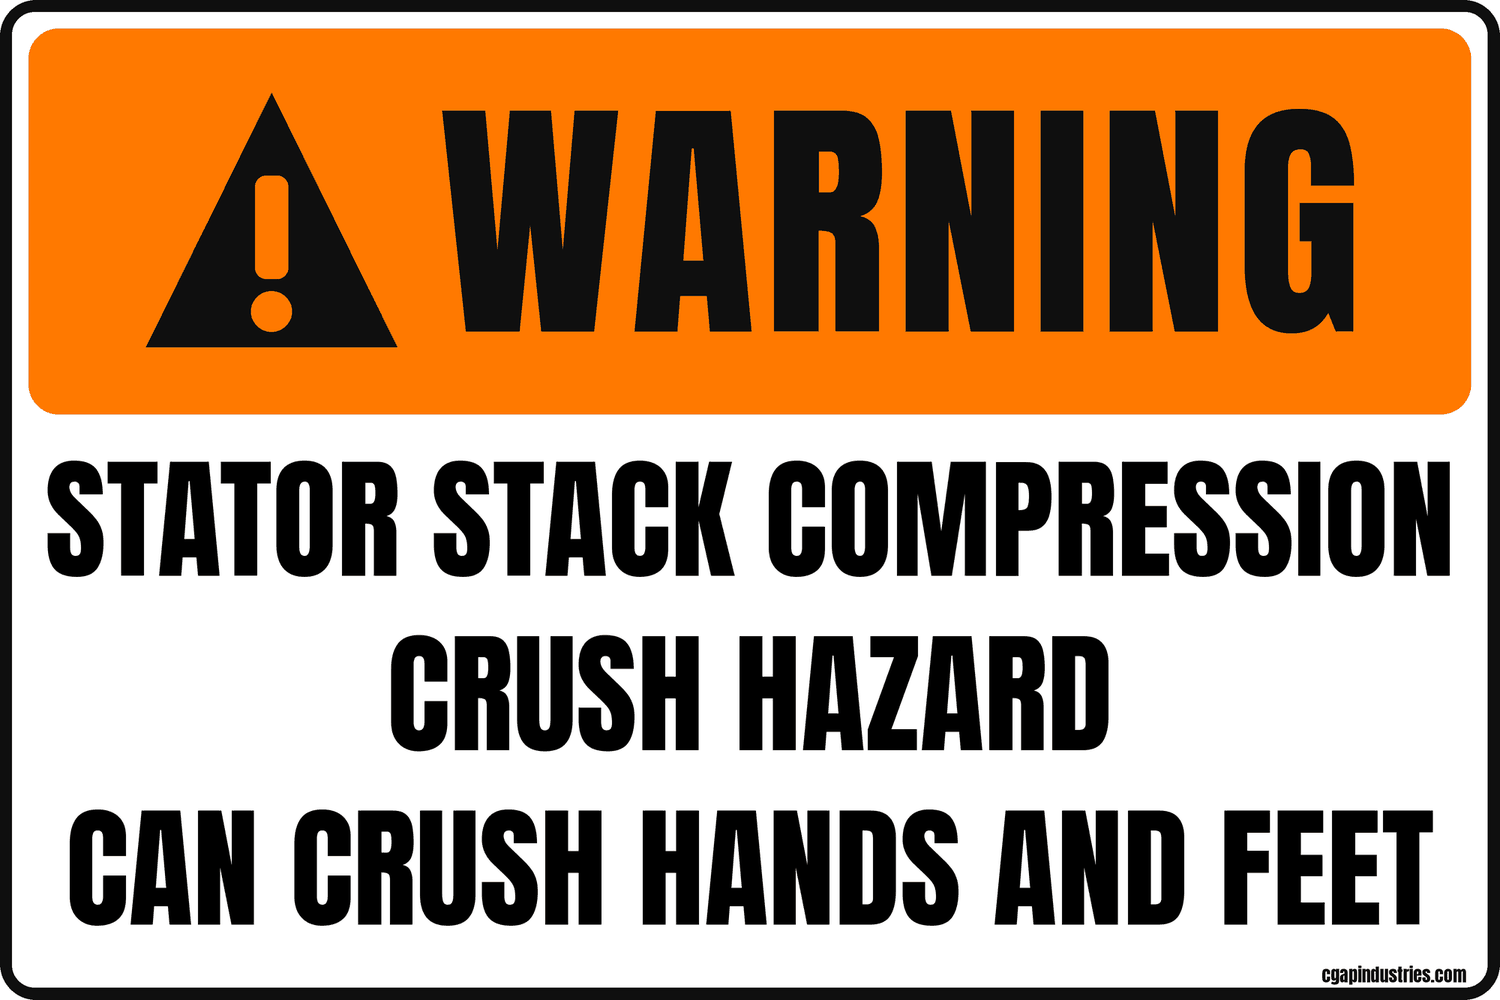 WARNING
STATOR STACK COMPRESSION
CRUSH HAZARD
CAN CRUSH HANDS AND FEET
cgapindustries.com